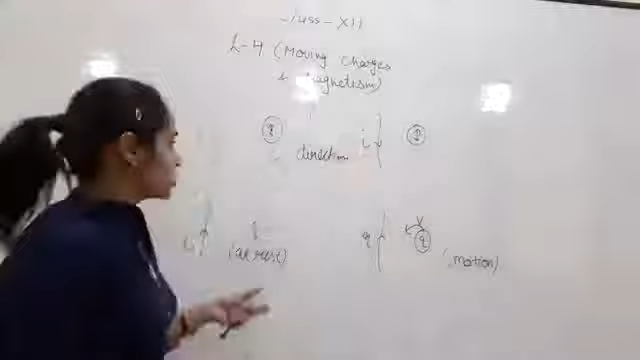 Class - XII
L-4 (Moving Charges
& Magnetism)
q
direction
i
q
(at rest)
q
(motion)